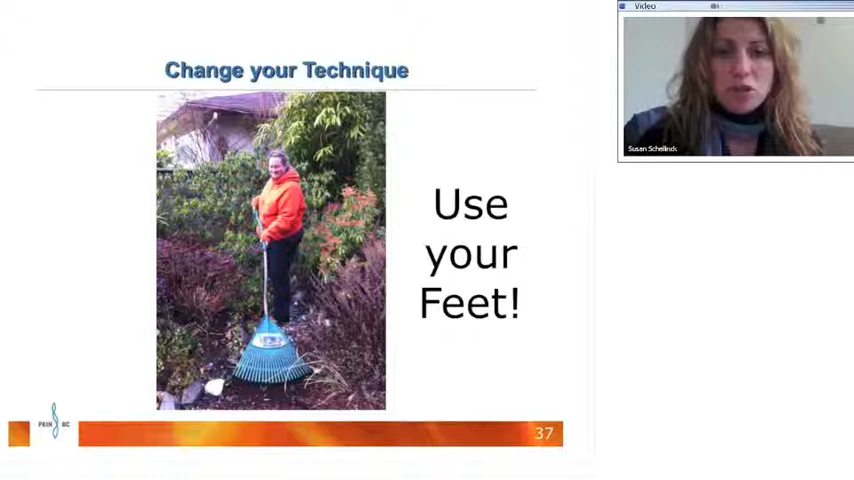 Video
Change your Technique
Susan Schellinck
Use
your
Feet!
PAIN BC
37